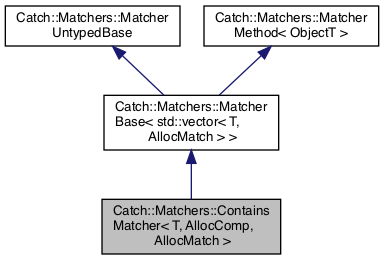 Catch::Matchers::Matcher
UntypedBase
Catch::Matchers::Matcher
Method< ObjectT >
Catch::Matchers::Matcher
Base< std::vector< T,
AllocMatch > >
Catch::Matchers::Contains
Matcher< T, AllocComp,
AllocMatch >